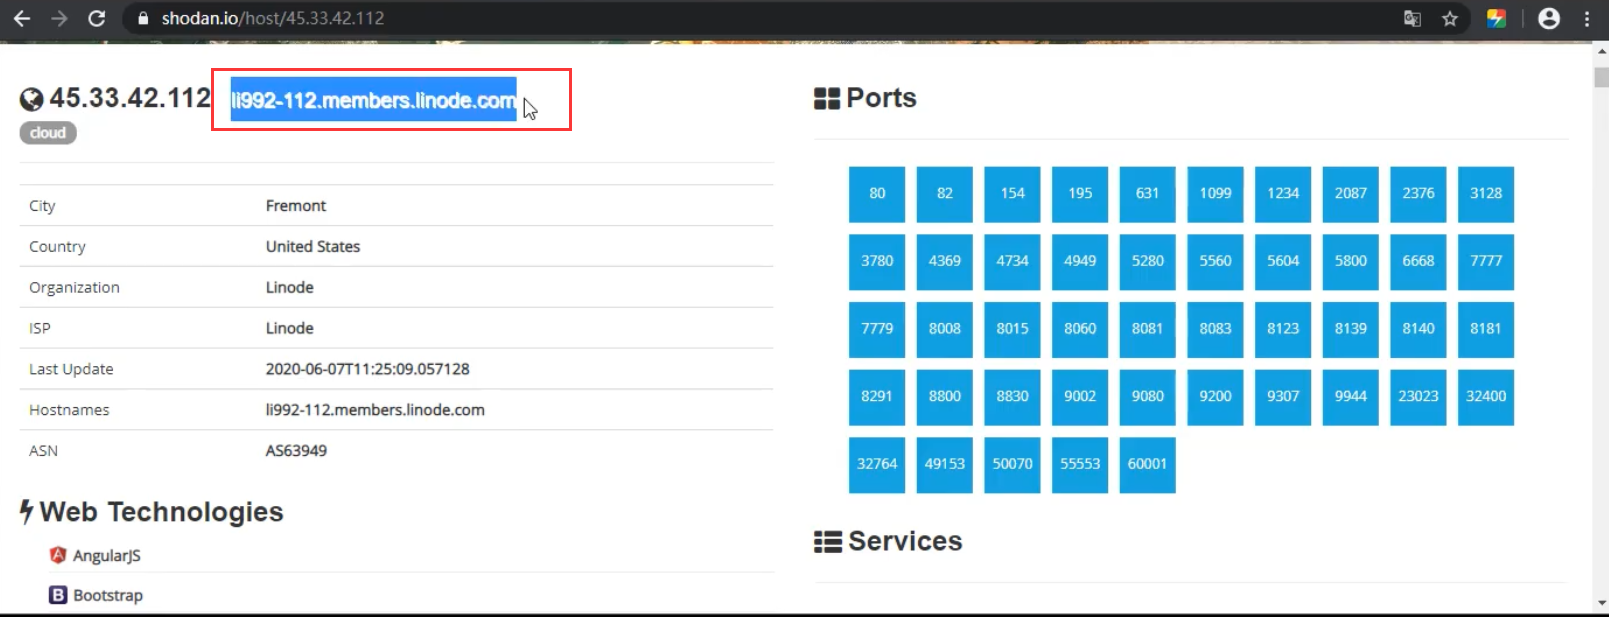 shodan.io/host/45.33.42.112
45.33.42.112 li992-112.members.linode.com
cloud
City Fremont
Country United States
Organization Linode
ISP Linode
Last Update 2020-06-07T11:25:09.057128
Hostnames li992-112.members.linode.com
ASN AS63949
Web Technologies
AngularJS
Bootstrap
Ports
80 82 154 195 631 1099 1234 2087 2376 3128
3780 4369 4734 4949 5280 5560 5604 5800 6668 7777
7779 8008 8015 8060 8081 8083 8123 8139 8140 8181
8291 8800 8830 9002 9080 9200 9307 9944 23023 32400
32764 49153 50070 55553 60001
Services